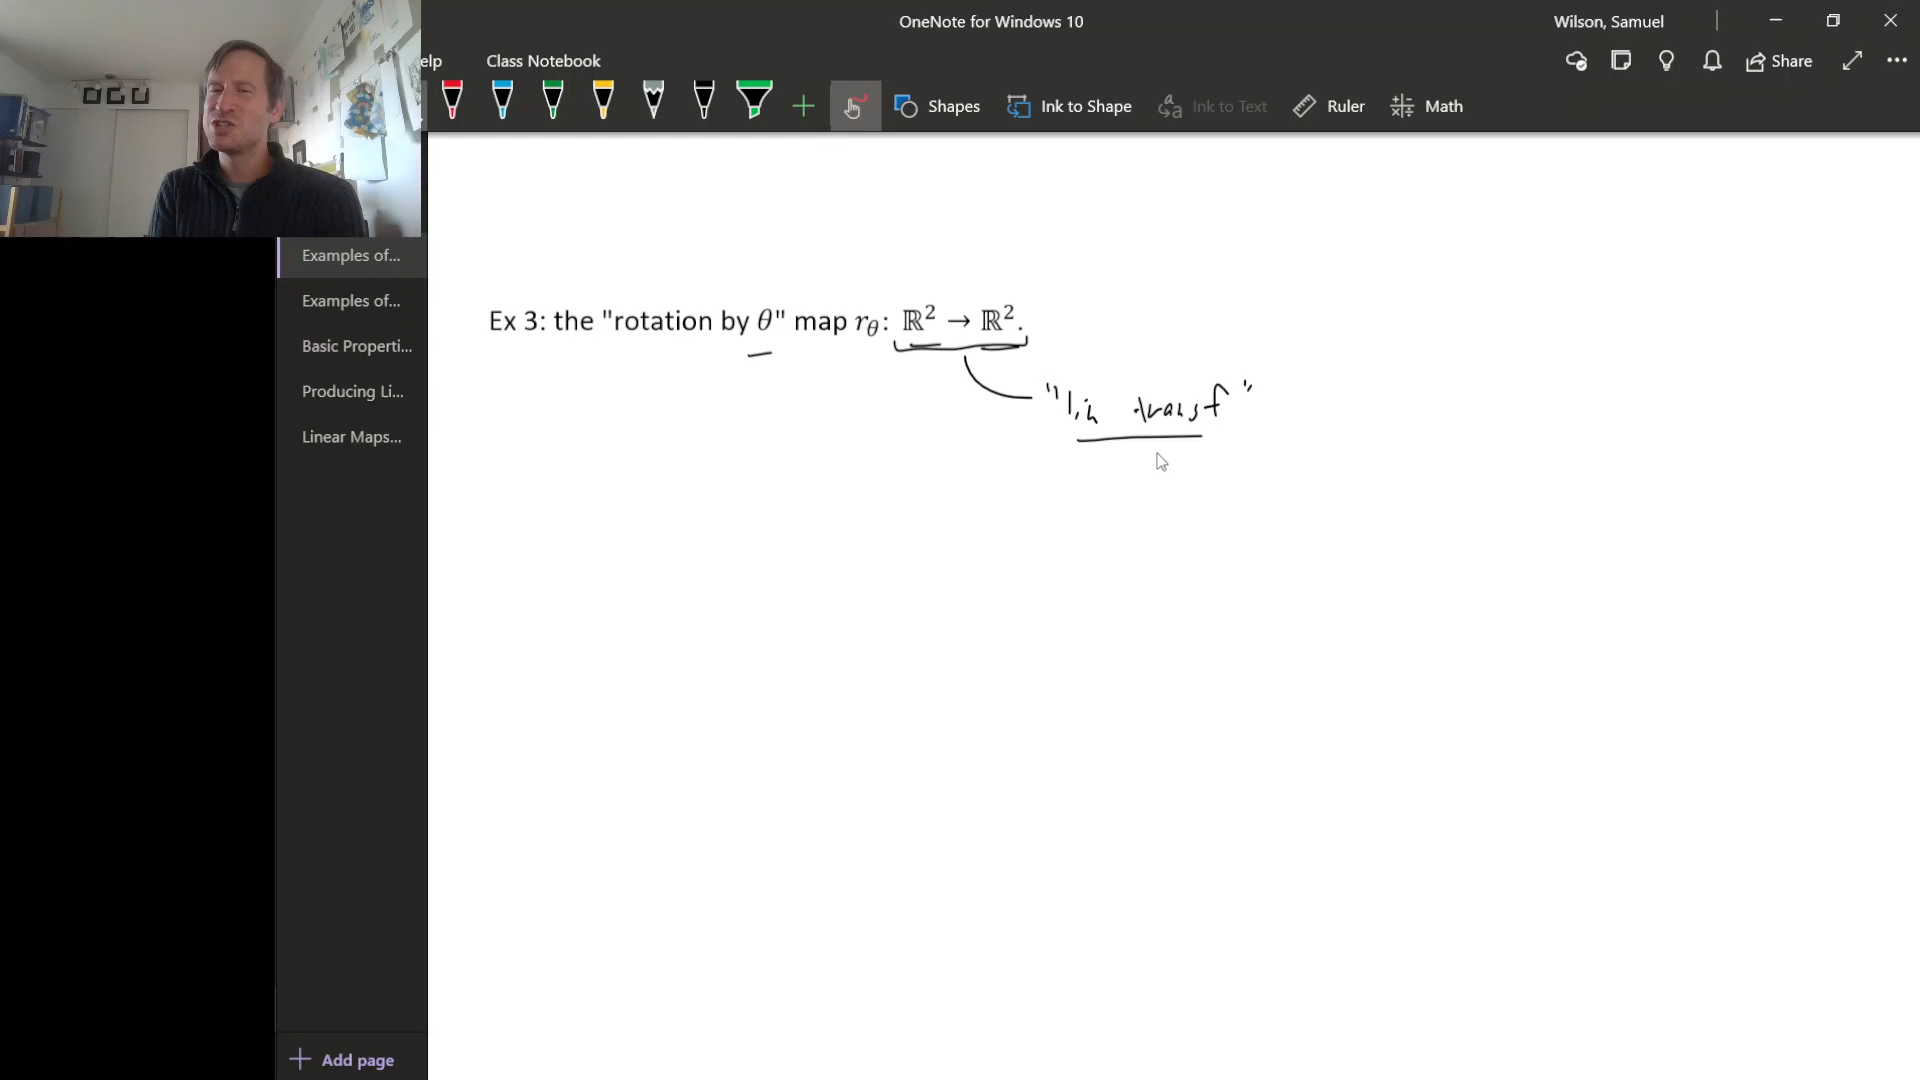 OneNote for Windows 10
Wilson, Samuel
elp
Class Notebook
Share
Shapes
Ink to Shape
Ink to Text
Ruler
Math
Examples of...
Examples of...
Basic Properti...
Producing Li...
Linear Maps...
Add page
Ex 3: the "rotation by θ" map r_θ: ℝ² → ℝ².
"lin transf"